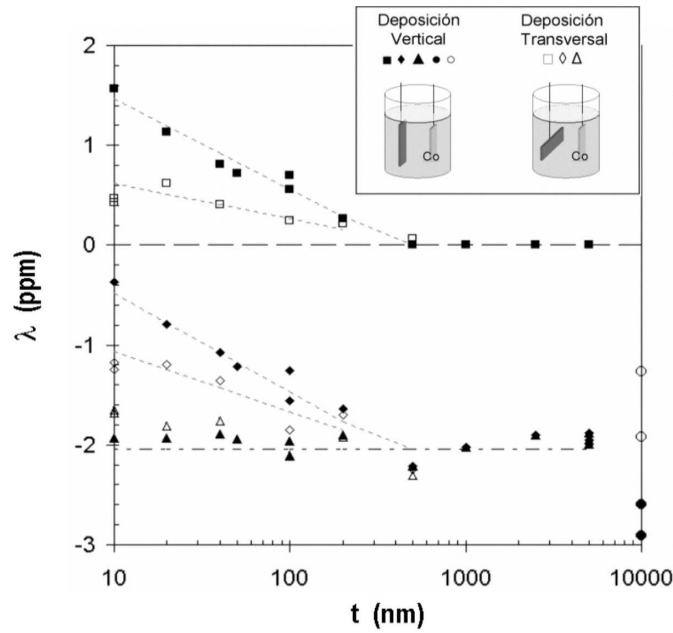 Deposición Vertical
Deposición Transversal
Co
Co
2
1
0
-1
-2
-3
λ (ppm)
10
100
1000
10000
t (nm)